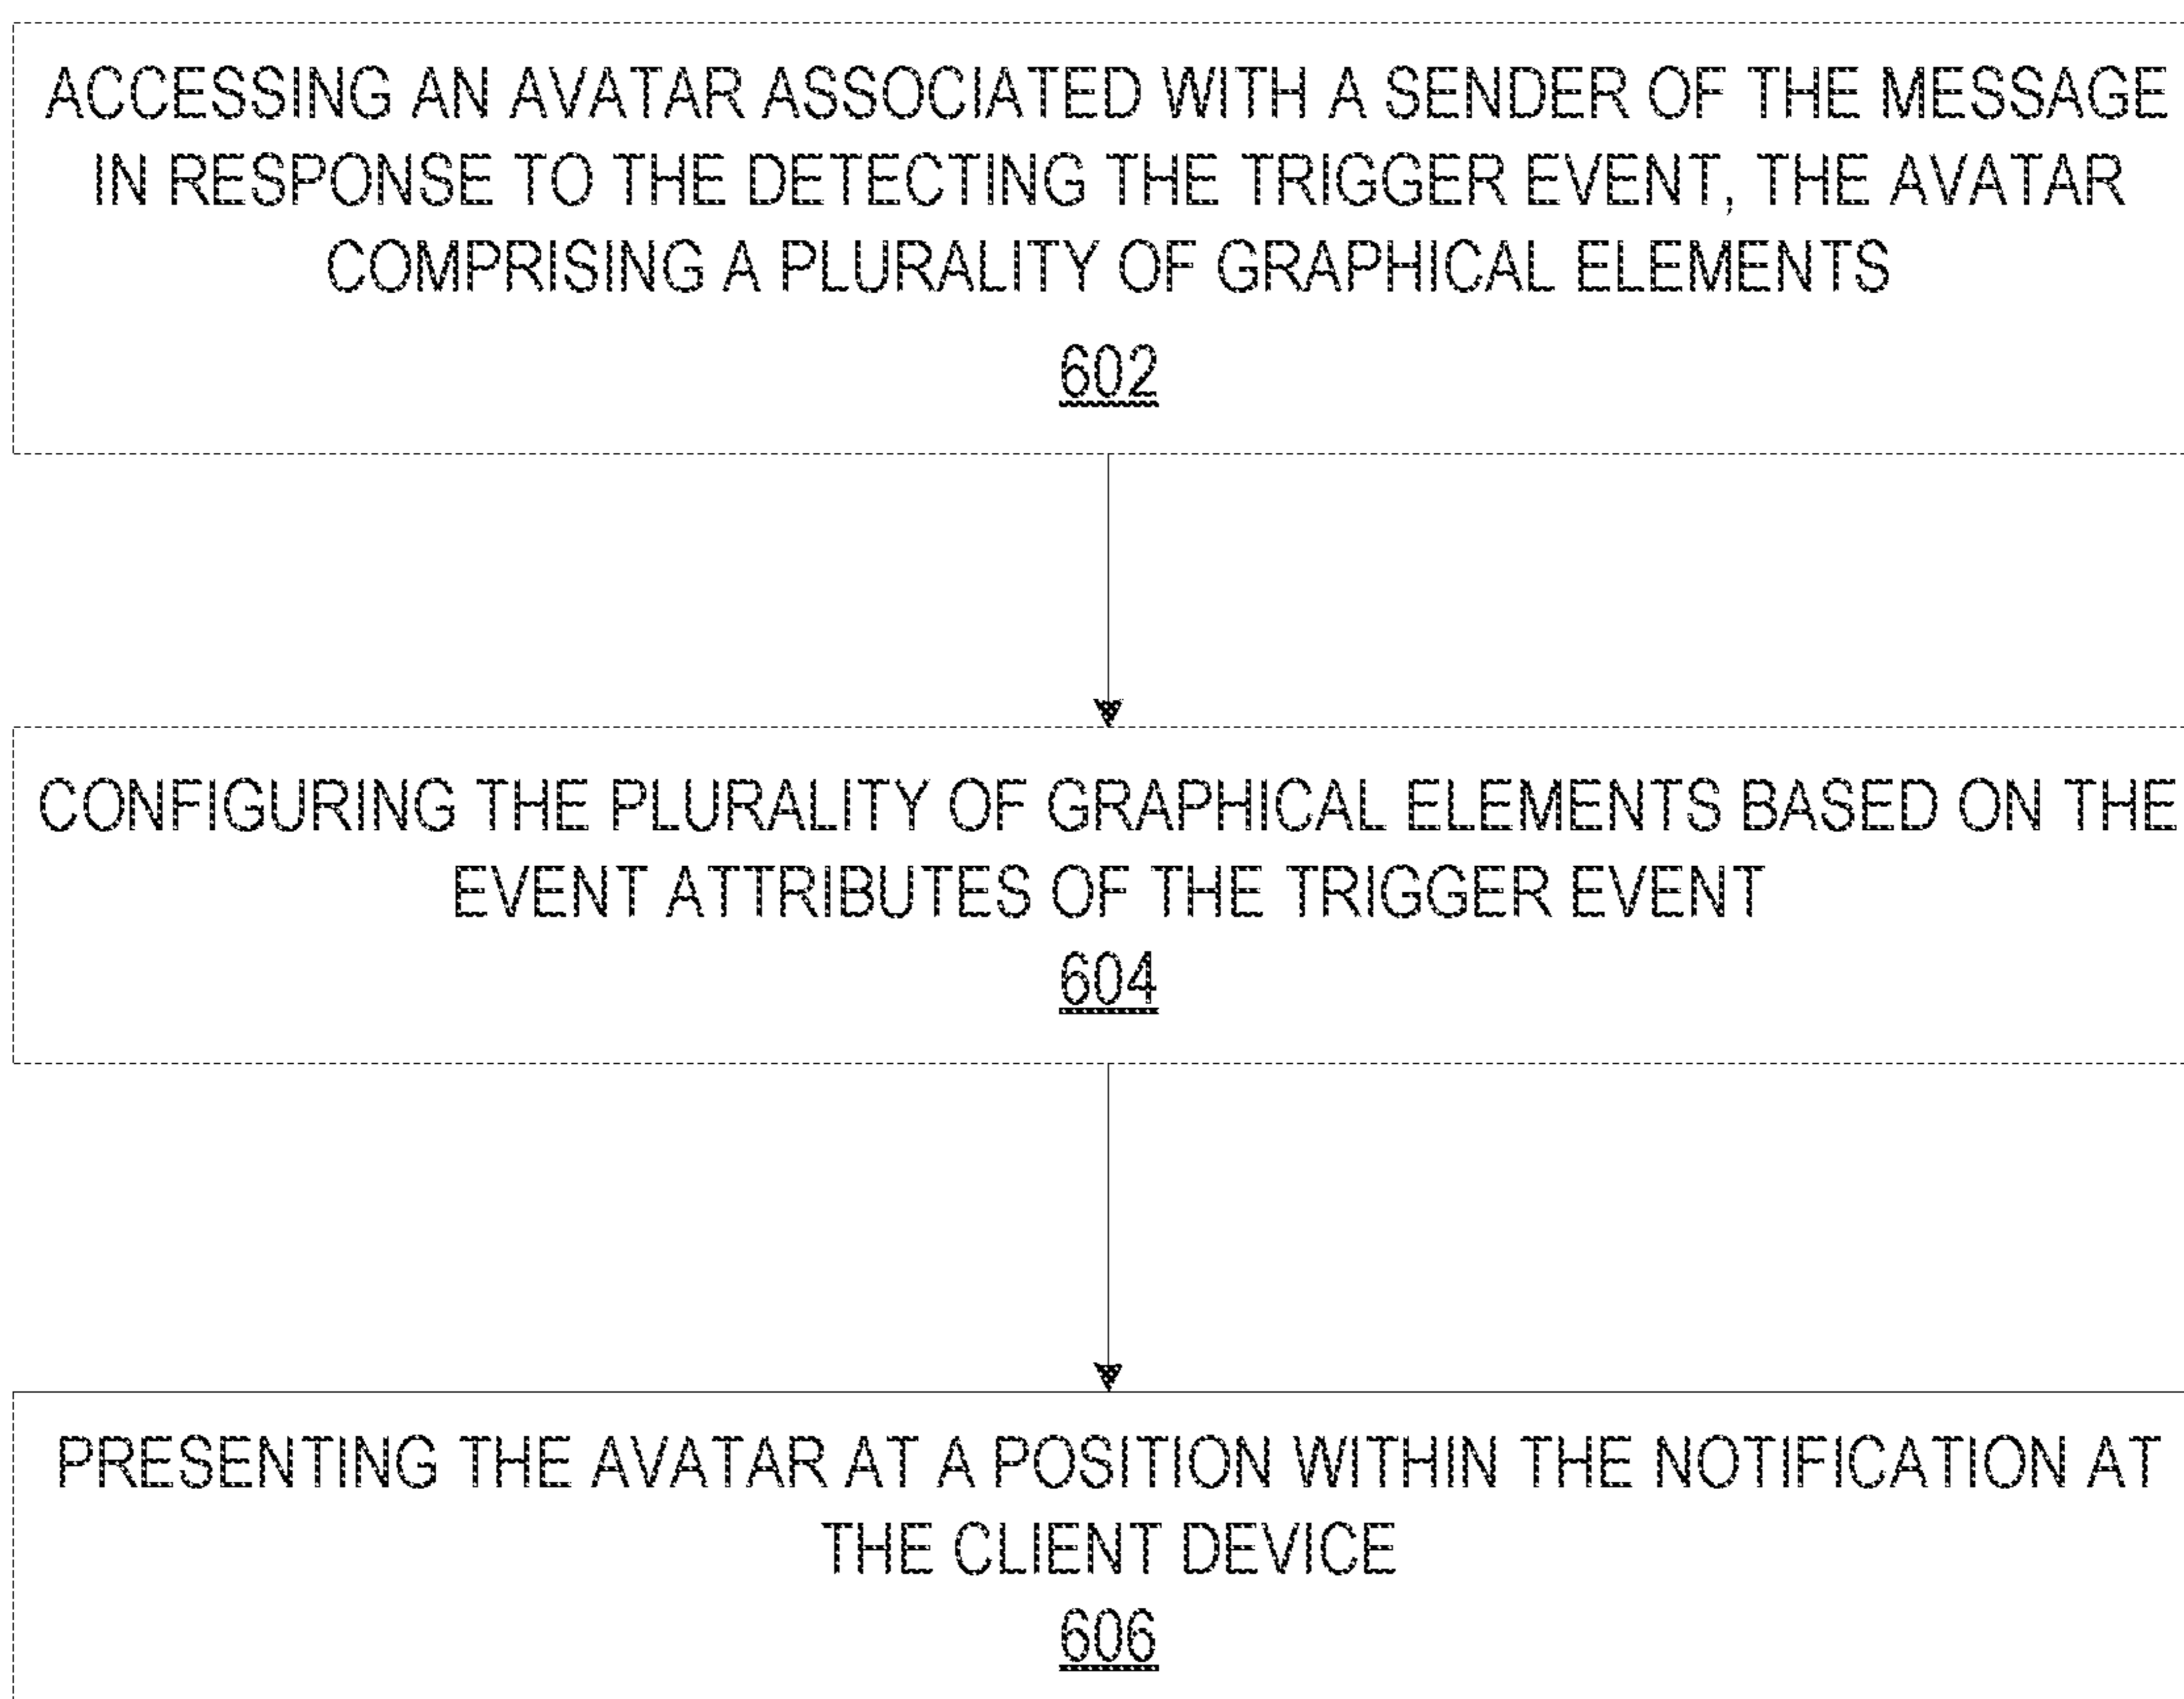 ACCESSING AN AVATAR ASSOCIATED WITH A SENDER OF THE MESSAGE
IN RESPONSE TO THE DETECTING THE TRIGGER EVENT, THE AVATAR
COMPRISING A PLURALITY OF GRAPHICAL ELEMENTS
602
CONFIGURING THE PLURALITY OF GRAPHICAL ELEMENTS BASED ON THE
EVENT ATTRIBUTES OF THE TRIGGER EVENT
604
PRESENTING THE AVATAR AT A POSITION WITHIN THE NOTIFICATION AT
THE CLIENT DEVICE
606